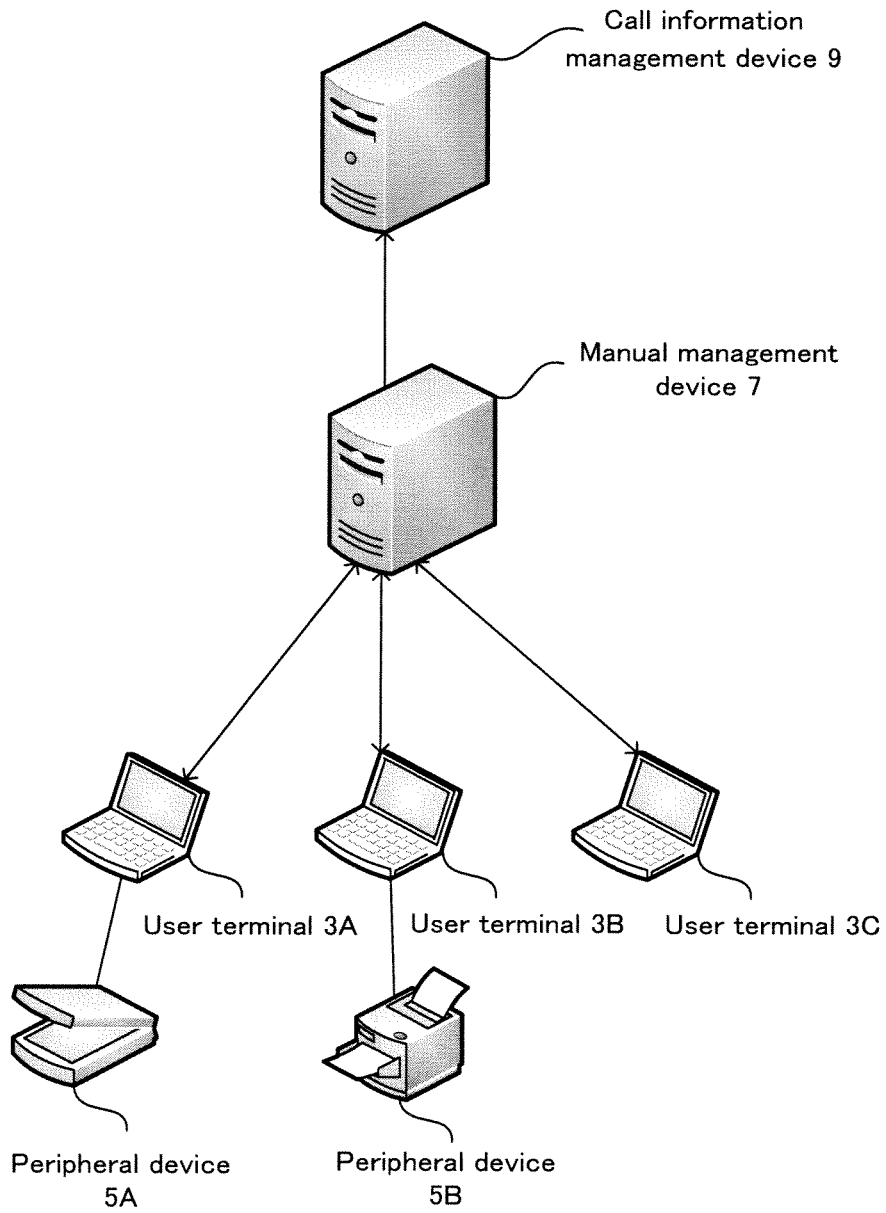 Call information
management device 9
Manual management
device 7
User terminal 3A
User terminal 3B
User terminal 3C
Peripheral device
5A
Peripheral device
5B